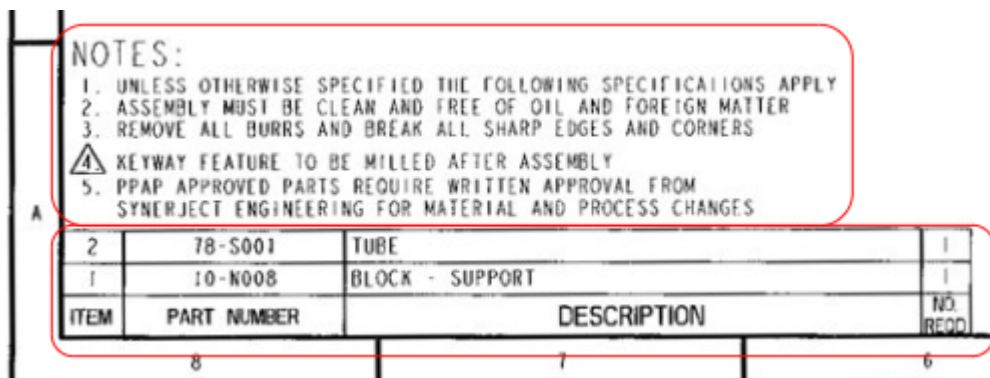 NOTES:
1. UNLESS OTHERWISE SPECIFIED THE FOLLOWING SPECIFICATIONS APPLY
2. ASSEMBLY MUST BE CLEAN AND FREE OF OIL AND FOREIGN MATTER
3. REMOVE ALL BURRS AND BREAK ALL SHARP EDGES AND CORNERS
4. KEYWAY FEATURE TO BE MILLED AFTER ASSEMBLY
5. PPAP APPROVED PARTS REQUIRE WRITTEN APPROVAL FROM
SYNERJECT ENGINEERING FOR MATERIAL AND PROCESS CHANGES
A
2 78-S001 TUBE 1
1 10-N008 BLOCK - SUPPORT 1
ITEM PART NUMBER DESCRIPTION NO. REQD
8 7 6